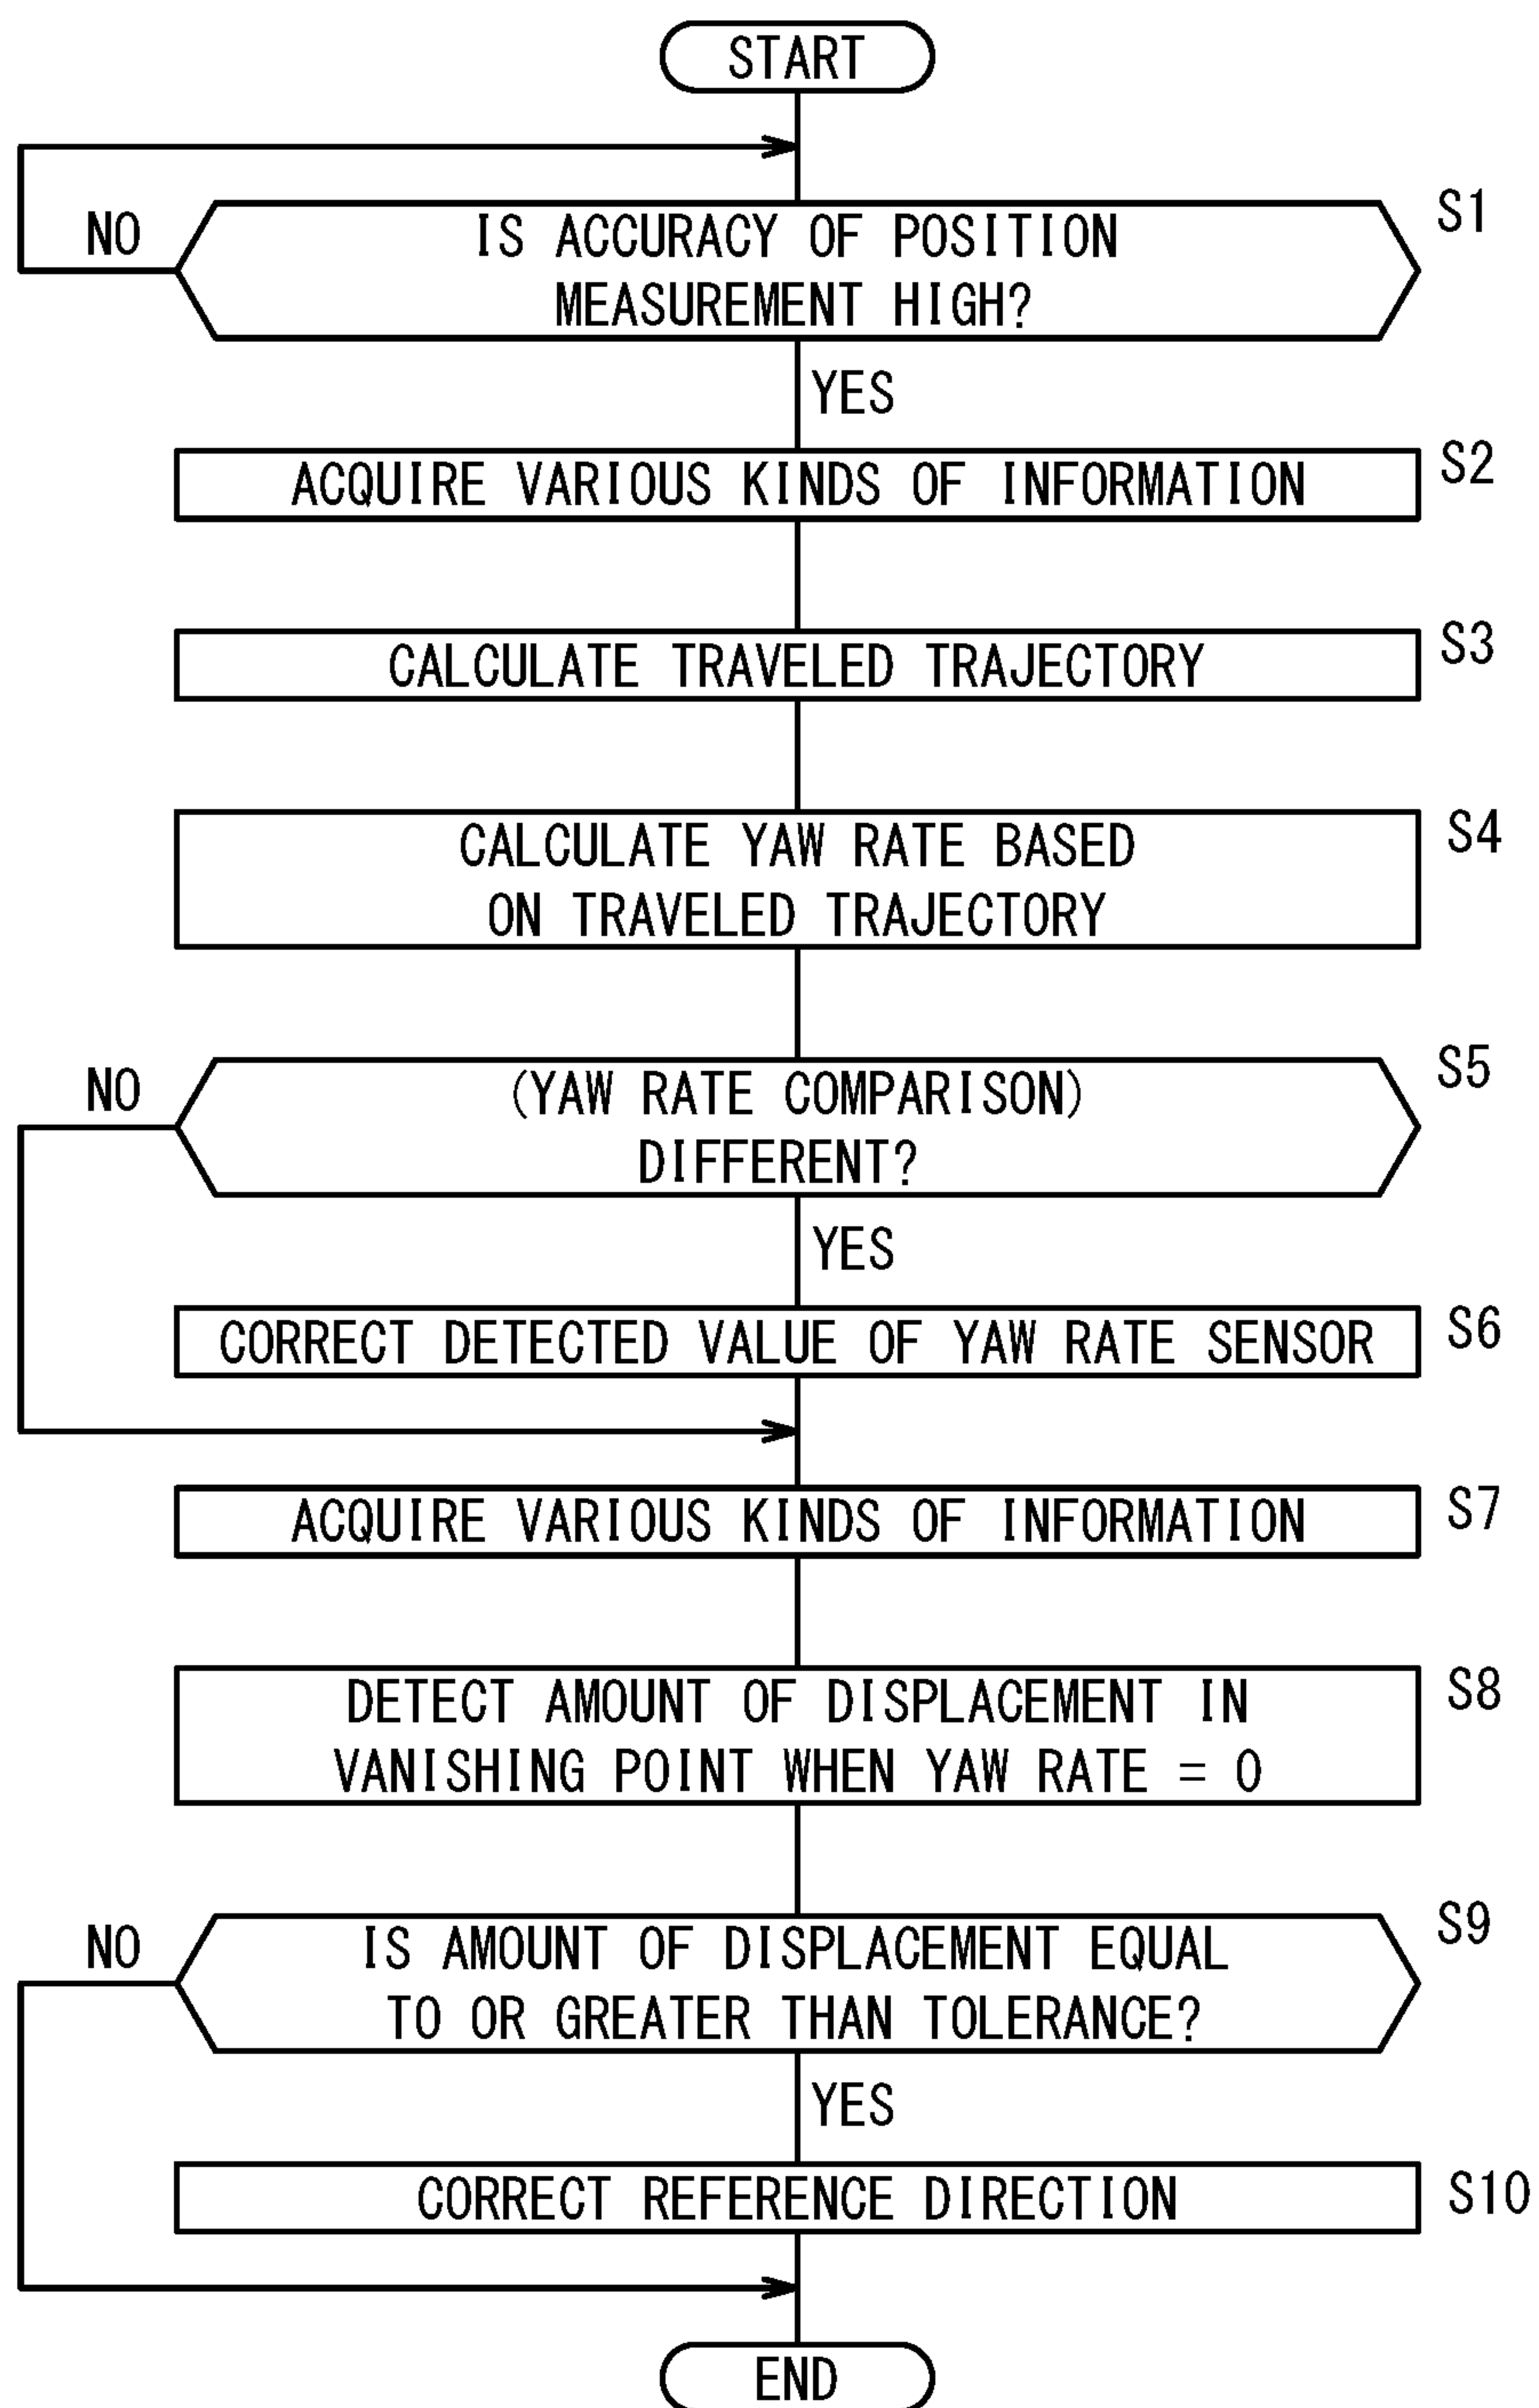 START
NO
IS ACCURACY OF POSITION
MEASUREMENT HIGH?
S1
YES
ACQUIRE VARIOUS KINDS OF INFORMATION
S2
CALCULATE TRAVELED TRAJECTORY
S3
CALCULATE YAW RATE BASED
ON TRAVELED TRAJECTORY
S4
NO
(YAW RATE COMPARISON)
DIFFERENT?
S5
YES
CORRECT DETECTED VALUE OF YAW RATE SENSOR
S6
ACQUIRE VARIOUS KINDS OF INFORMATION
S7
DETECT AMOUNT OF DISPLACEMENT IN
VANISHING POINT WHEN YAW RATE = 0
S8
NO
IS AMOUNT OF DISPLACEMENT EQUAL
TO OR GREATER THAN TOLERANCE?
S9
YES
CORRECT REFERENCE DIRECTION
S10
END